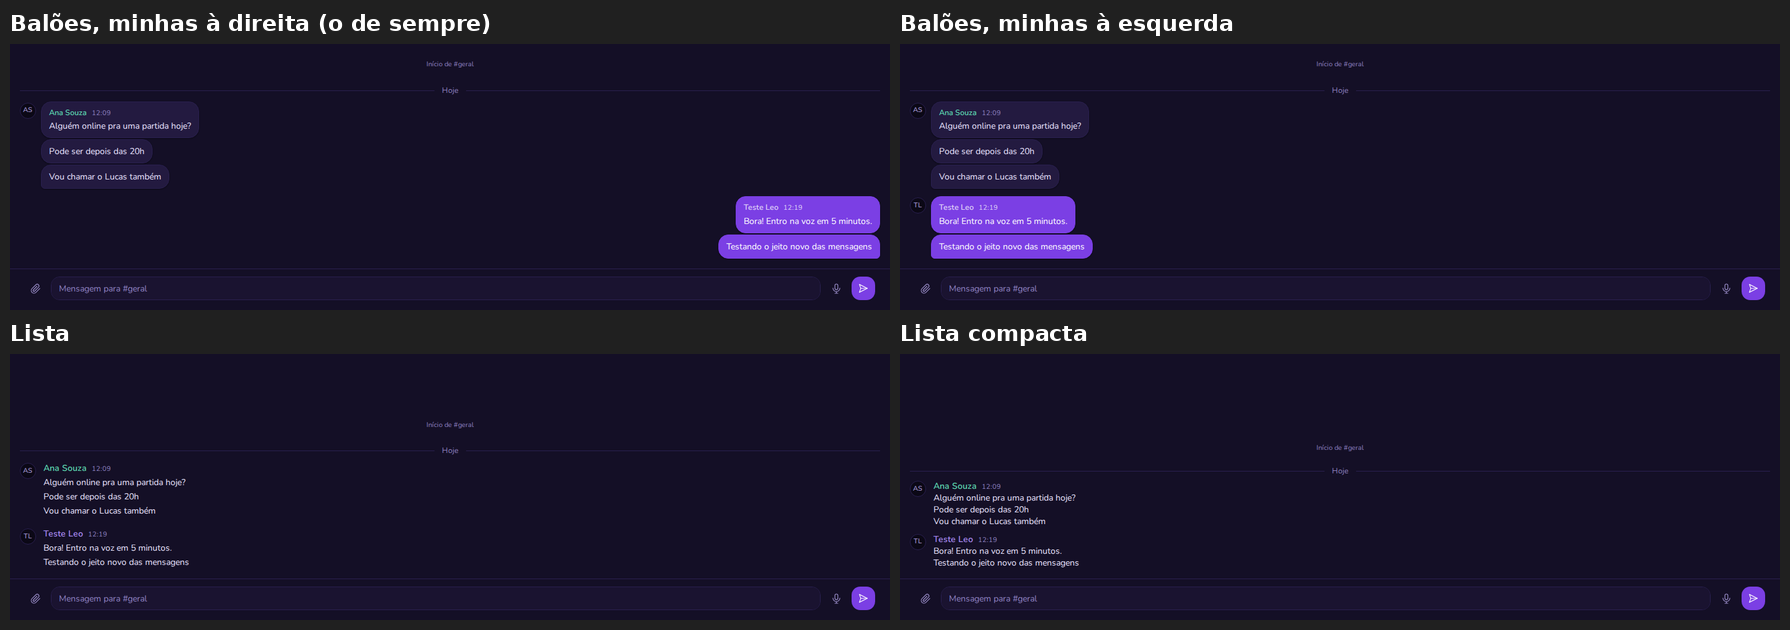 Balões, minhas à direita (o de sempre)
Início de #geral
Hoje
AS
Ana Souza 12:09
Alguém online pra uma partida hoje?
Pode ser depois das 20h
Vou chamar o Lucas também
Teste Leo 12:19
Bora! Entro na voz em 5 minutos.
Testando o jeito novo das mensagens
Mensagem para #geral
Balões, minhas à esquerda
Início de #geral
Hoje
AS
Ana Souza 12:09
Alguém online pra uma partida hoje?
Pode ser depois das 20h
Vou chamar o Lucas também
TL
Teste Leo 12:19
Bora! Entro na voz em 5 minutos.
Testando o jeito novo das mensagens
Mensagem para #geral
Lista
Início de #geral
Hoje
AS
Ana Souza 12:09
Alguém online pra uma partida hoje?
Pode ser depois das 20h
Vou chamar o Lucas também
TL
Teste Leo 12:19
Bora! Entro na voz em 5 minutos.
Testando o jeito novo das mensagens
Mensagem para #geral
Lista compacta
Início de #geral
Hoje
AS
Ana Souza 12:09
Alguém online pra uma partida hoje?
Pode ser depois das 20h
Vou chamar o Lucas também
TL
Teste Leo 12:19
Bora! Entro na voz em 5 minutos.
Testando o jeito novo das mensagens
Mensagem para #geral